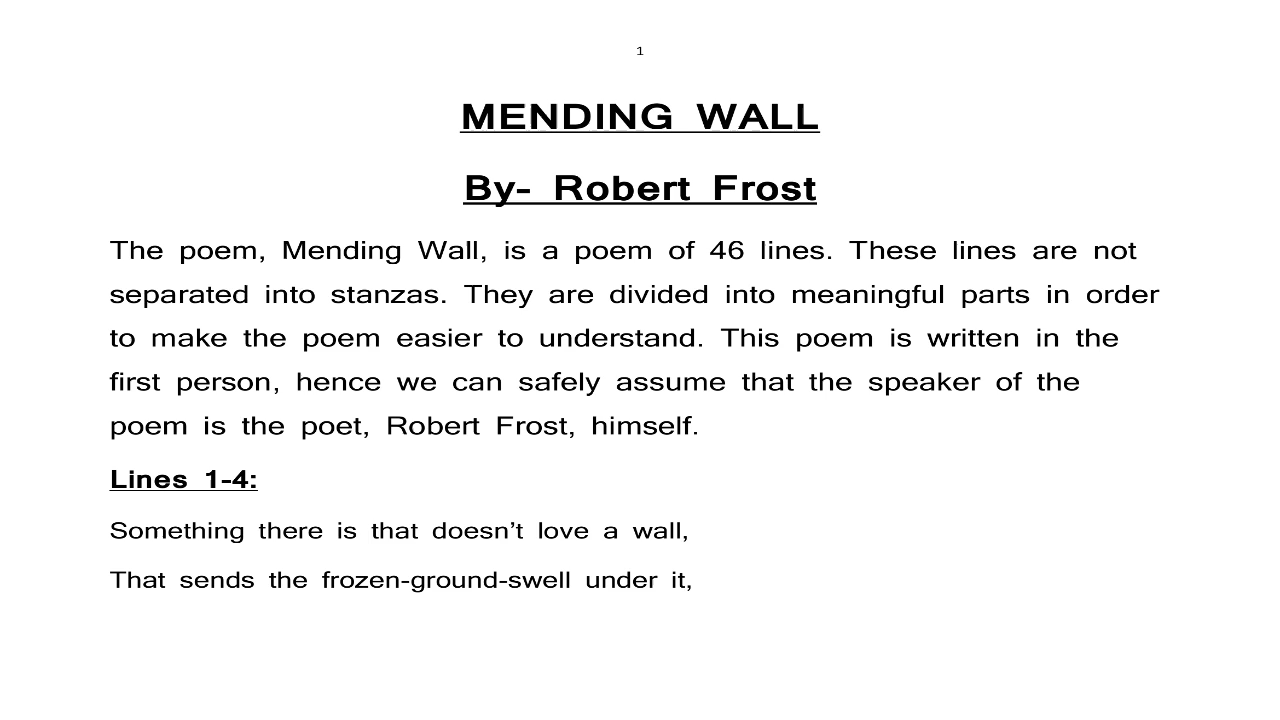 1
MENDING WALL
By- Robert Frost
The poem, Mending Wall, is a poem of 46 lines. These lines are not
separated into stanzas. They are divided into meaningful parts in order
to make the poem easier to understand. This poem is written in the
first person, hence we can safely assume that the speaker of the
poem is the poet, Robert Frost, himself.
Lines 1-4:
Something there is that doesn’t love a wall,
That sends the frozen-ground-swell under it,